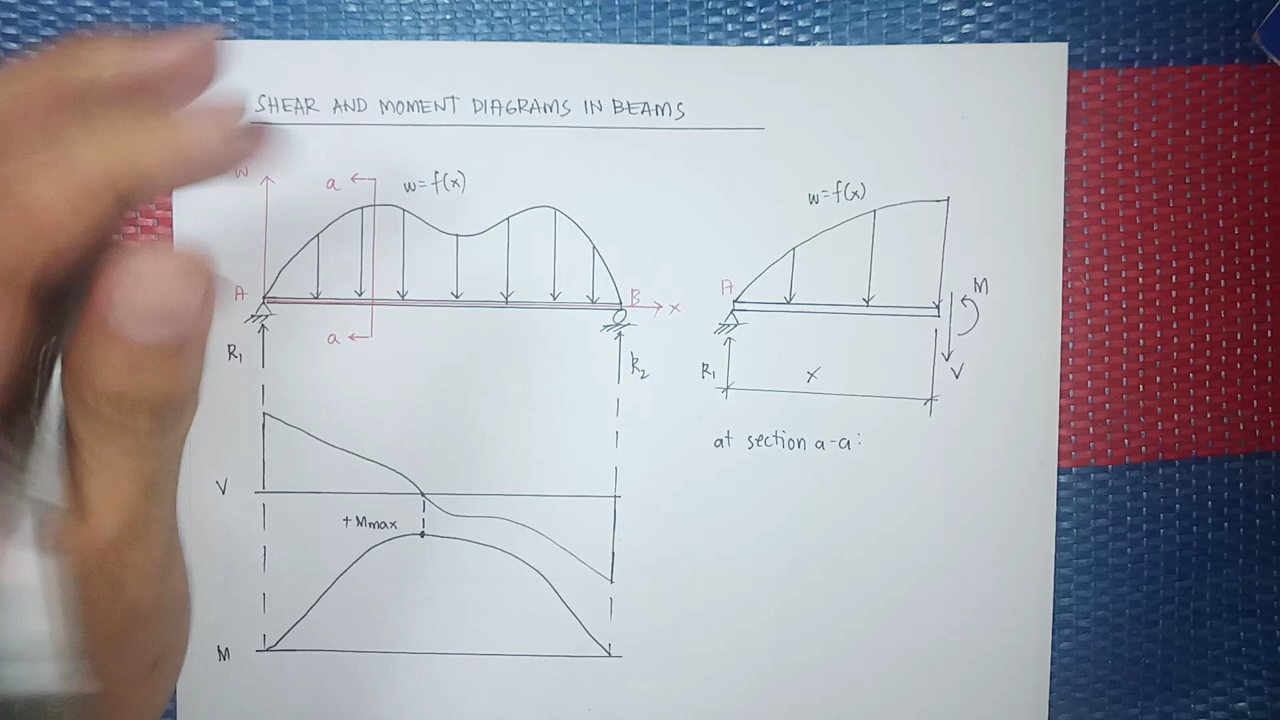 SHEAR AND MOMENT DIAGRAMS IN BEAMS
W
a
w=f(x)
A
B
x
a
R1
R2
V
+Mmax
M
w=f(x)
A
M
R1
x
V
at section a-a: